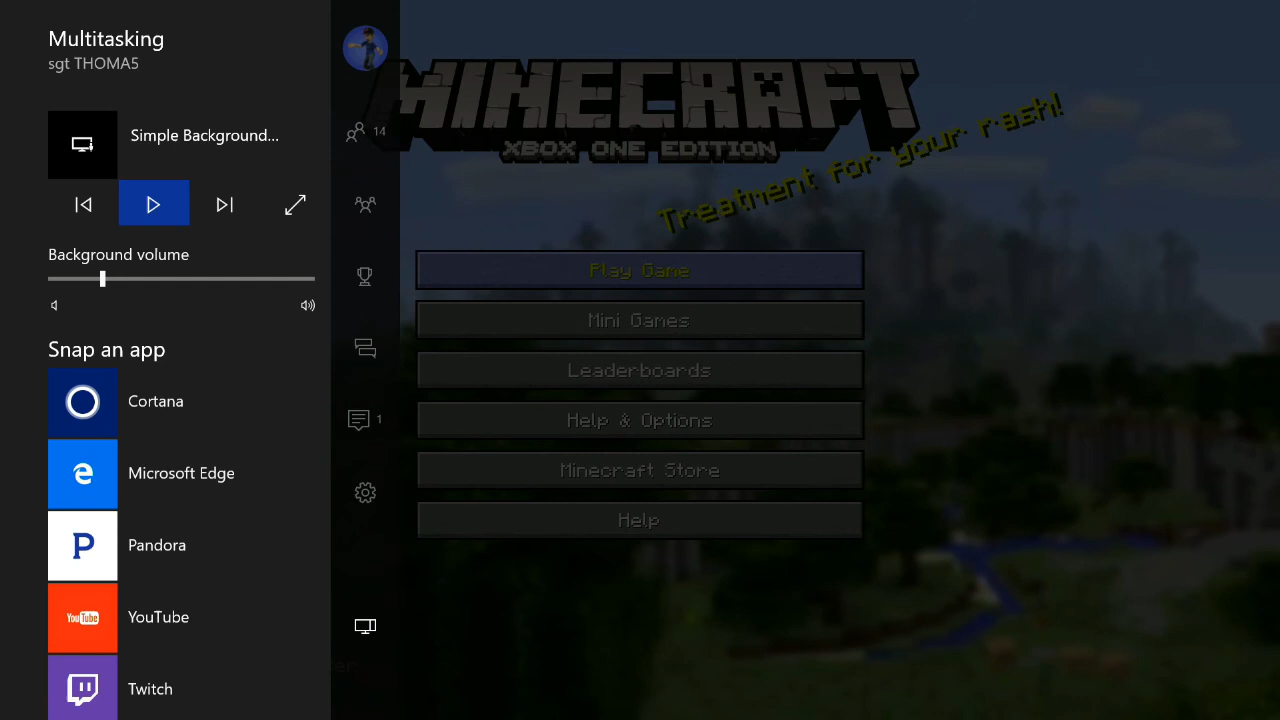 Multitasking
sgt THOMA5
Simple Background...
Background volume
Snap an app
Cortana
Microsoft Edge
P
Pandora
YouTube
YouTube
Twitch
14
1
MINECRAFT
XBOX ONE EDITION
Treatment for your rash!
Play Game
Mini Games
Leaderboards
Help & Options
Minecraft Store
Help